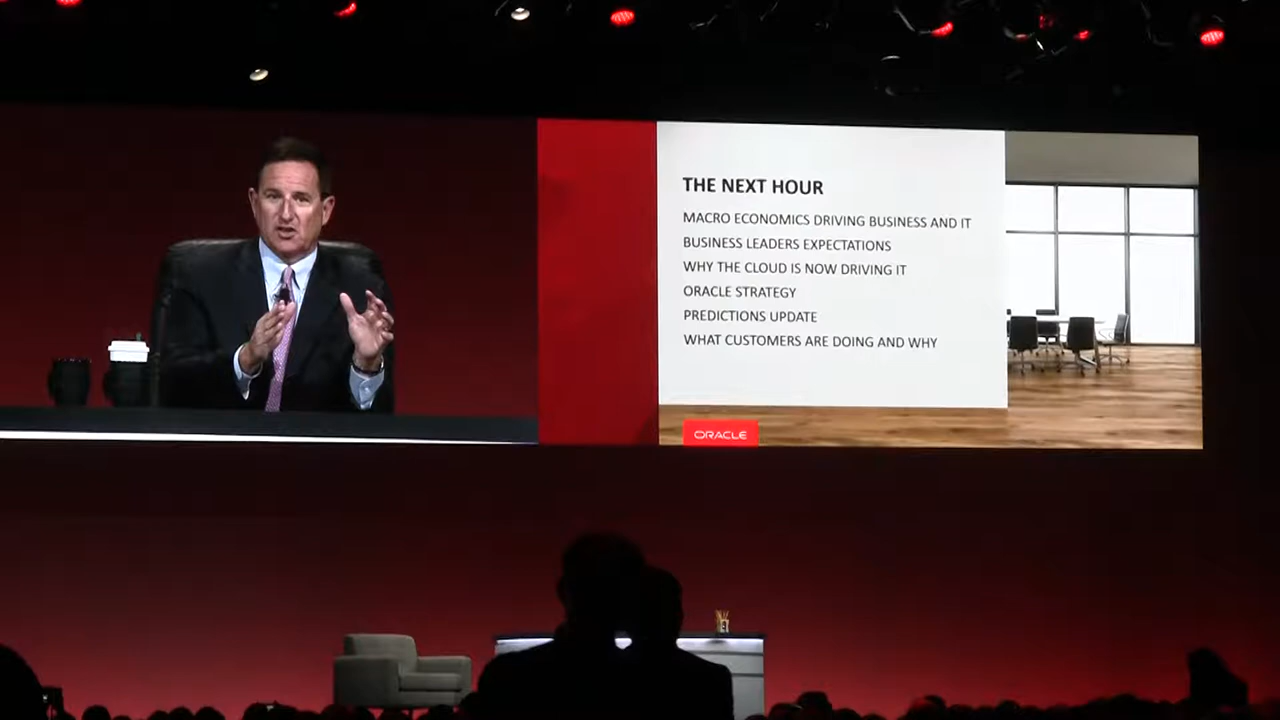 THE NEXT HOUR
MACRO ECONOMICS DRIVING BUSINESS AND IT
BUSINESS LEADERS EXPECTATIONS
WHY THE CLOUD IS NOW DRIVING IT
ORACLE STRATEGY
PREDICTIONS UPDATE
WHAT CUSTOMERS ARE DOING AND WHY
ORACLE